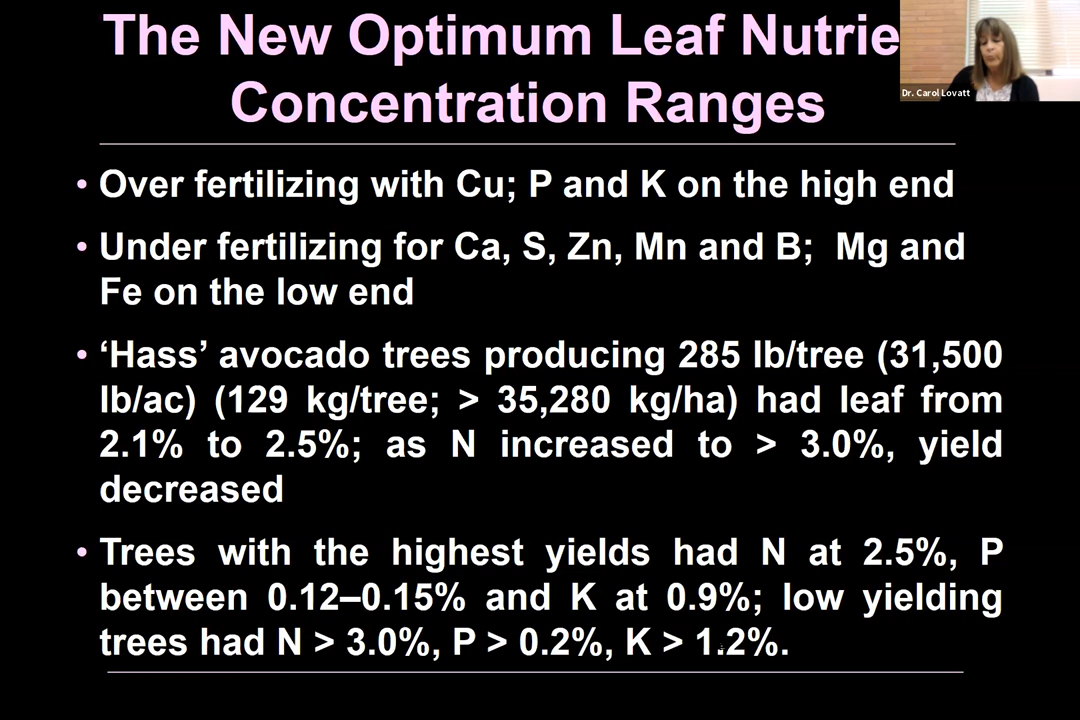 The New Optimum Leaf Nutrie
Dr. Carol Lovatt
Concentration Ranges
• Over fertilizing with Cu; P and K on the high end
• Under fertilizing for Ca, S, Zn, Mn and B;  Mg and
Fe on the low end
• ‘Hass’ avocado trees producing 285 lb/tree (31,500
lb/ac) (129 kg/tree; > 35,280 kg/ha) had leaf from
2.1% to 2.5%; as N increased to > 3.0%, yield
decreased
• Trees with the highest yields had N at 2.5%, P
between 0.12–0.15% and K at 0.9%; low yielding
trees had N > 3.0%, P > 0.2%, K > 1.2%.